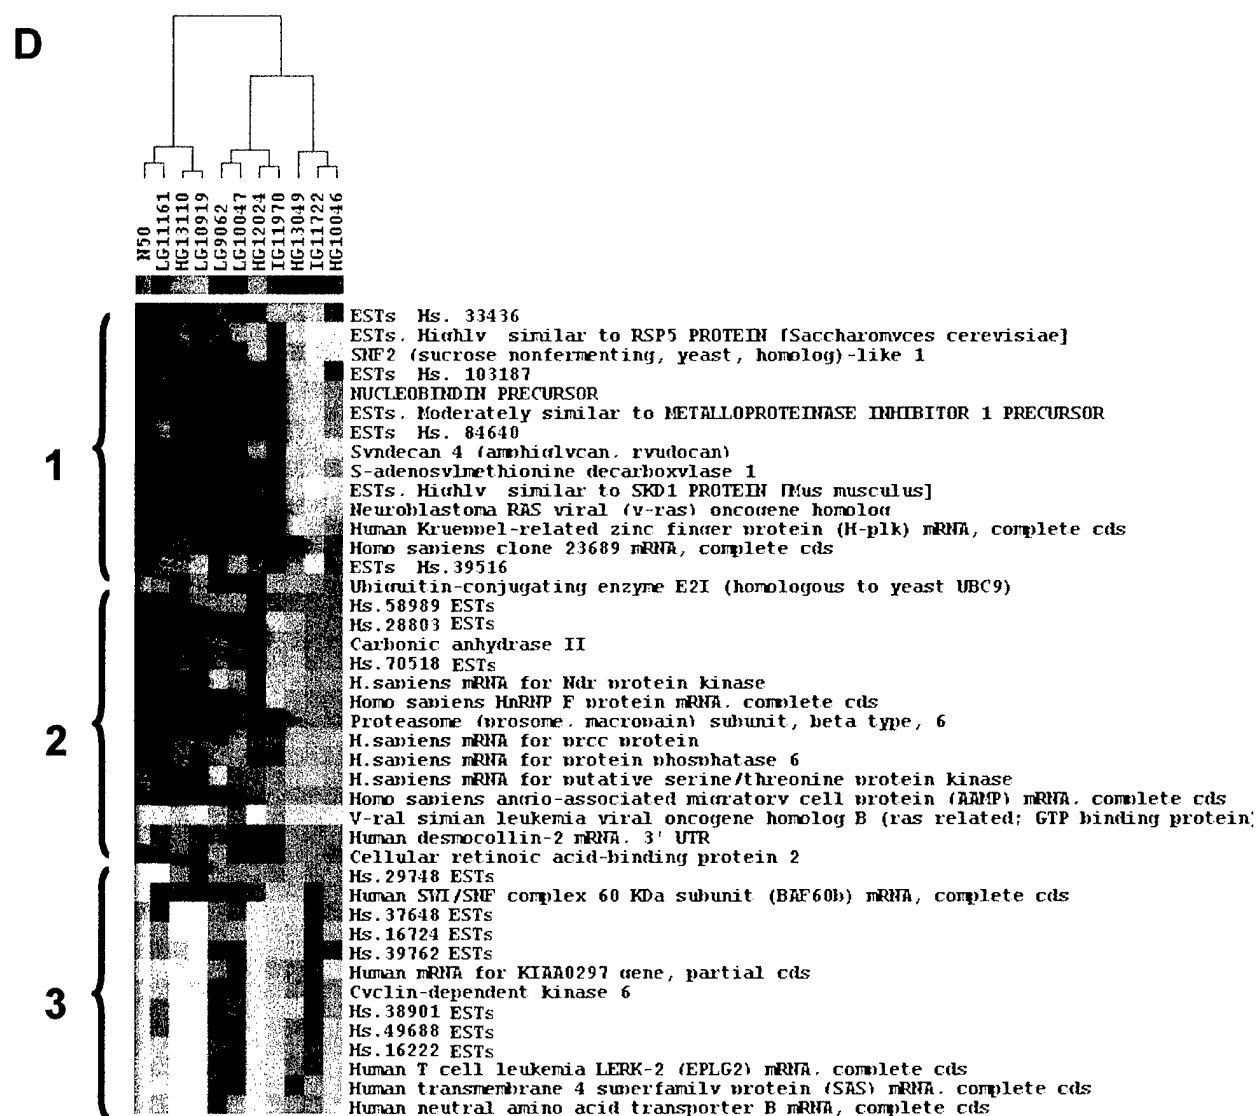 D
N50
LG11161
HG13110
LG10919
LG9062
LG10047
HG12024
IG11970
HG13049
IG11722
HG10046
1
ESTs Hs. 33436
ESTs. Highly similar to RSP5 PROTEIN [Saccharomyces cerevisiae]
SNF2 (sucrose nonfermenting, yeast, homolog)-like 1
ESTs Hs. 103187
NUCLEOBINDIN PRECURSOR
ESTs. Moderately similar to METALLOPROTEINASE INHIBITOR 1 PRECURSOR
ESTs Hs. 84640
Syndecan 4 (amphiglycan, ryudocan)
S-adenosylmethionine decarboxylase 1
ESTs. Highly similar to SKD1 PROTEIN [Mus musculus]
Neuroblastoma RAS viral (v-ras) oncogene homolog
Human Krueppel-related zinc finger protein (H-plk) mRNA, complete cds
Homo sapiens clone 23689 mRNA, complete cds
ESTs Hs.39516
Ubiquitin-conjugating enzyme E2I (homologous to yeast UBC9)
2
Hs.58989 ESTs
Hs.28803 ESTs
Carbonic anhydrase II
Hs.70518 ESTs
H.sapiens mRNA for Ndr protein kinase
Homo sapiens HnRNP F protein mRNA, complete cds
Proteasome (prosome, macropain) subunit, beta type, 6
H.sapiens mRNA for prcc protein
H.sapiens mRNA for protein phosphatase 6
H.sapiens mRNA for putative serine/threonine protein kinase
Homo sapiens angio-associated migratory cell protein (AAMP) mRNA, complete cds
V-ral simian leukemia viral oncogene homolog B (ras related; GTP binding protein)
Human desmocollin-2 mRNA, 3' UTR
Cellular retinoic acid-binding protein 2
3
Hs.29748 ESTs
Human SWI/SNF complex 60 KDa subunit (BAF60b) mRNA, complete cds
Hs.37648 ESTs
Hs.16724 ESTs
Hs.39762 ESTs
Human mRNA for KIAA0297 gene, partial cds
Cyclin-dependent kinase 6
Hs.38901 ESTs
Hs.49688 ESTs
Hs.16222 ESTs
Human T cell leukemia LERK-2 (EPLG2) mRNA, complete cds
Human transmembrane 4 superfamily protein (SAS) mRNA, complete cds
Human neutral amino acid transporter B mRNA, complete cds